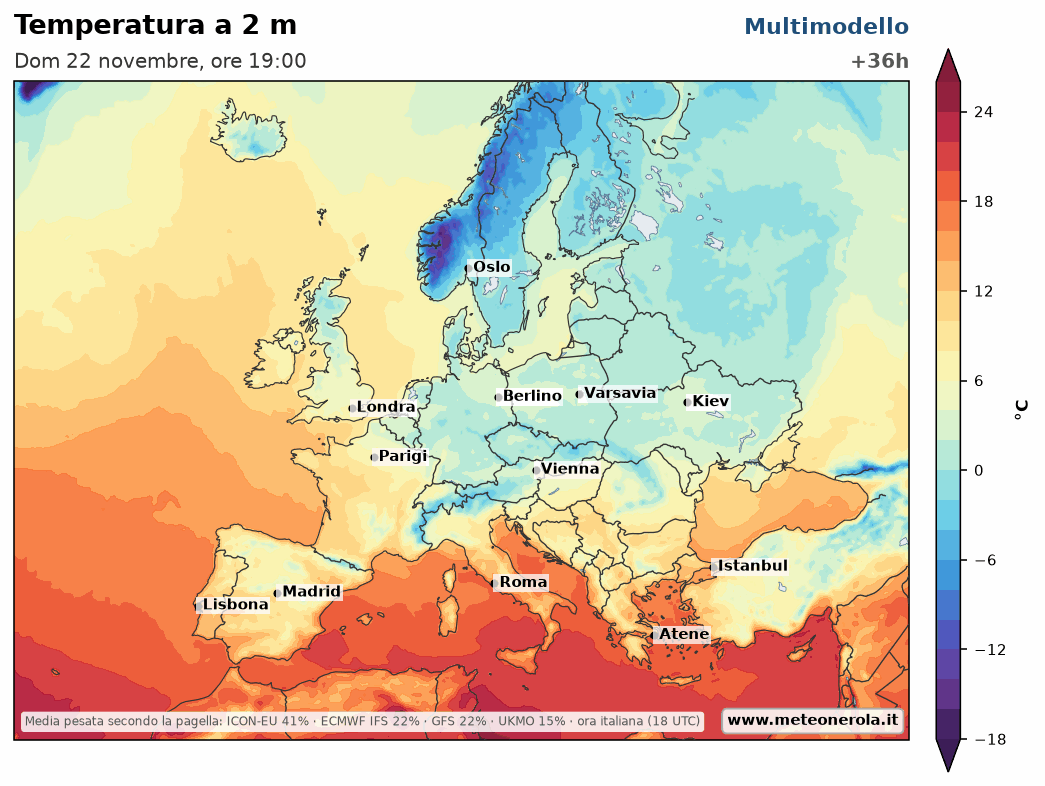 Temperatura a 2 m
Multimodello
Dom 22 novembre, ore 19:00
+36h
24
18
12
6
0
−6
−12
−18
°C
Oslo
Berlino
Varsavia
Kiev
Londra
Parigi
Vienna
Istanbul
Roma
Madrid
Lisbona
Atene
Media pesata secondo la pagella: ICON-EU 41% · ECMWF IFS 22% · GFS 22% · UKMO 15% · ora italiana (18 UTC)
www.meteonerola.it